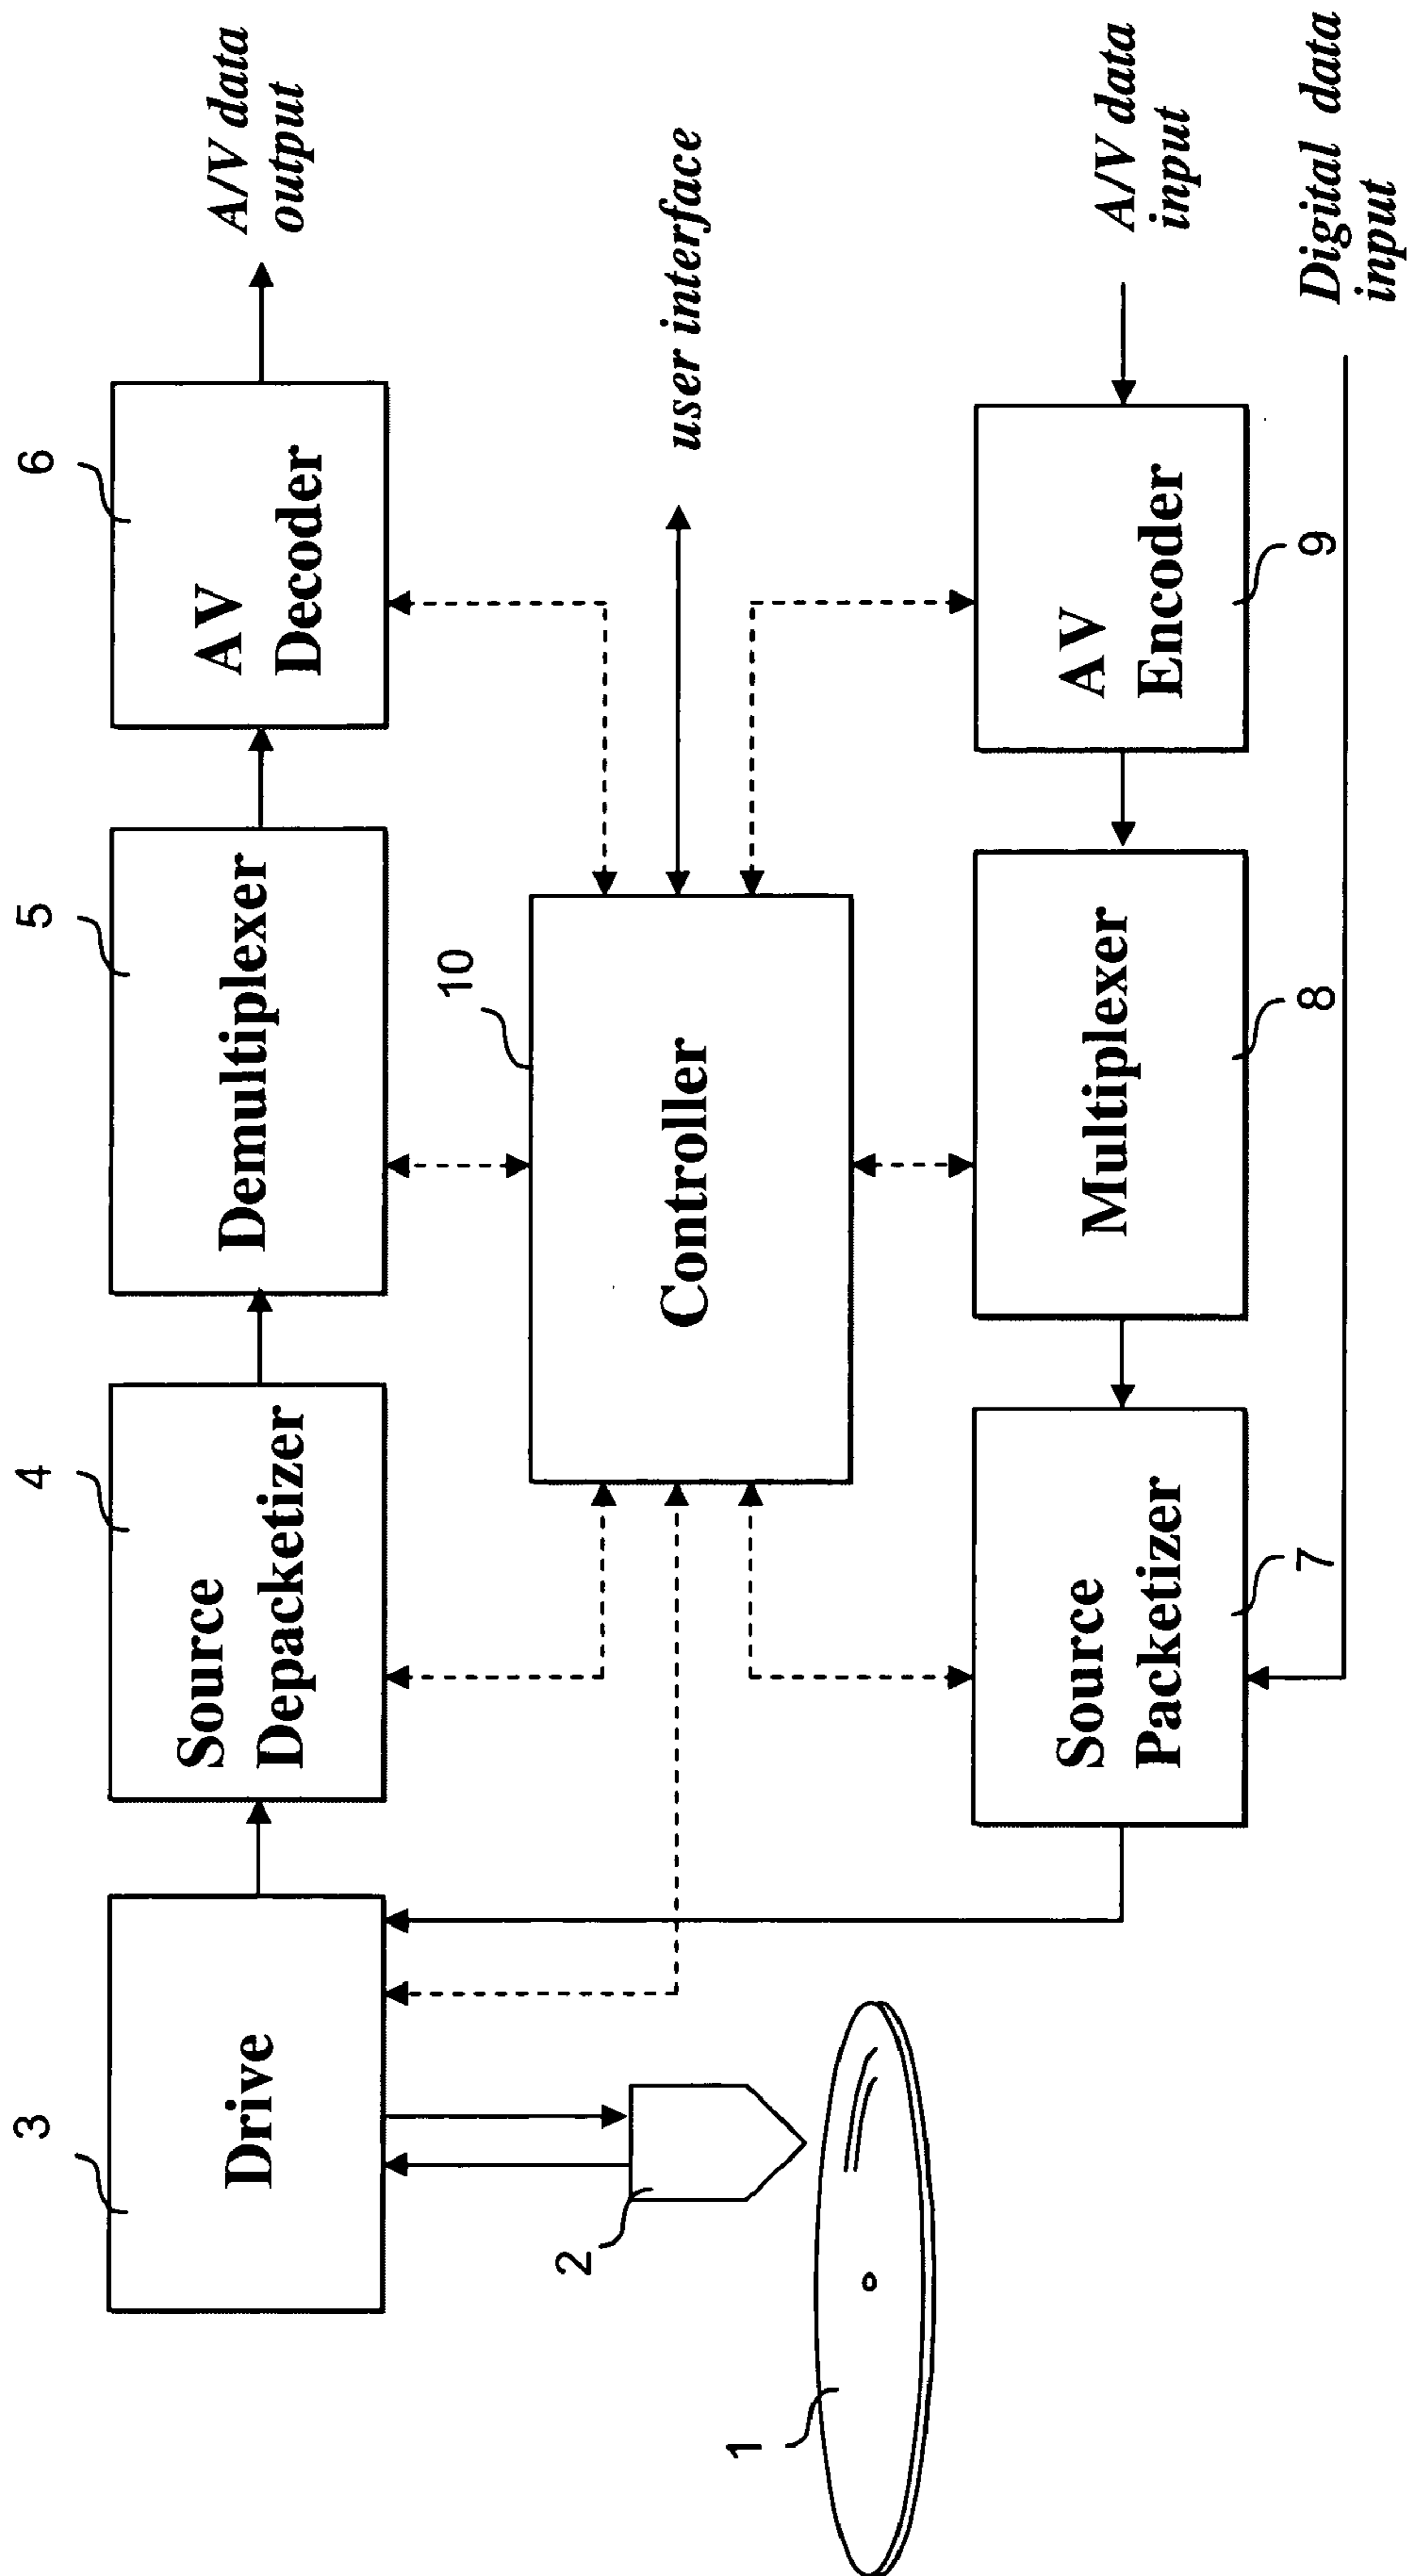 3
Drive
4
Source
Depacketizer
5
Demultiplexer
6
AV
Decoder
A/V data
output
2
1
10
Controller
user interface
Source
Packetizer
7
Multiplexer
8
AV
Encoder
9
A/V data
input
Digital data
input